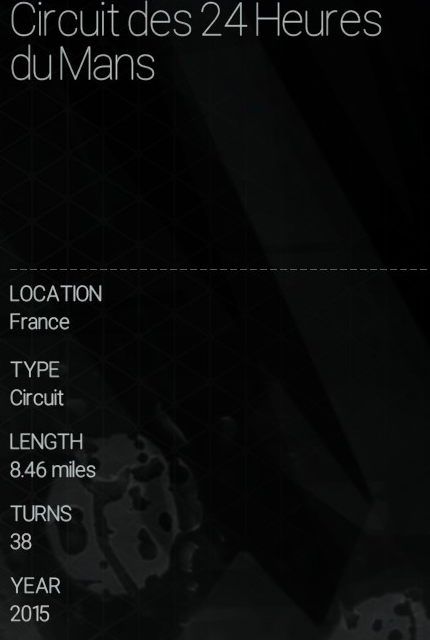 Circuit des 24 Heures
du Mans
LOCATION
France
TYPE
Circuit
LENGTH
8.46 miles
TURNS
38
YEAR
2015